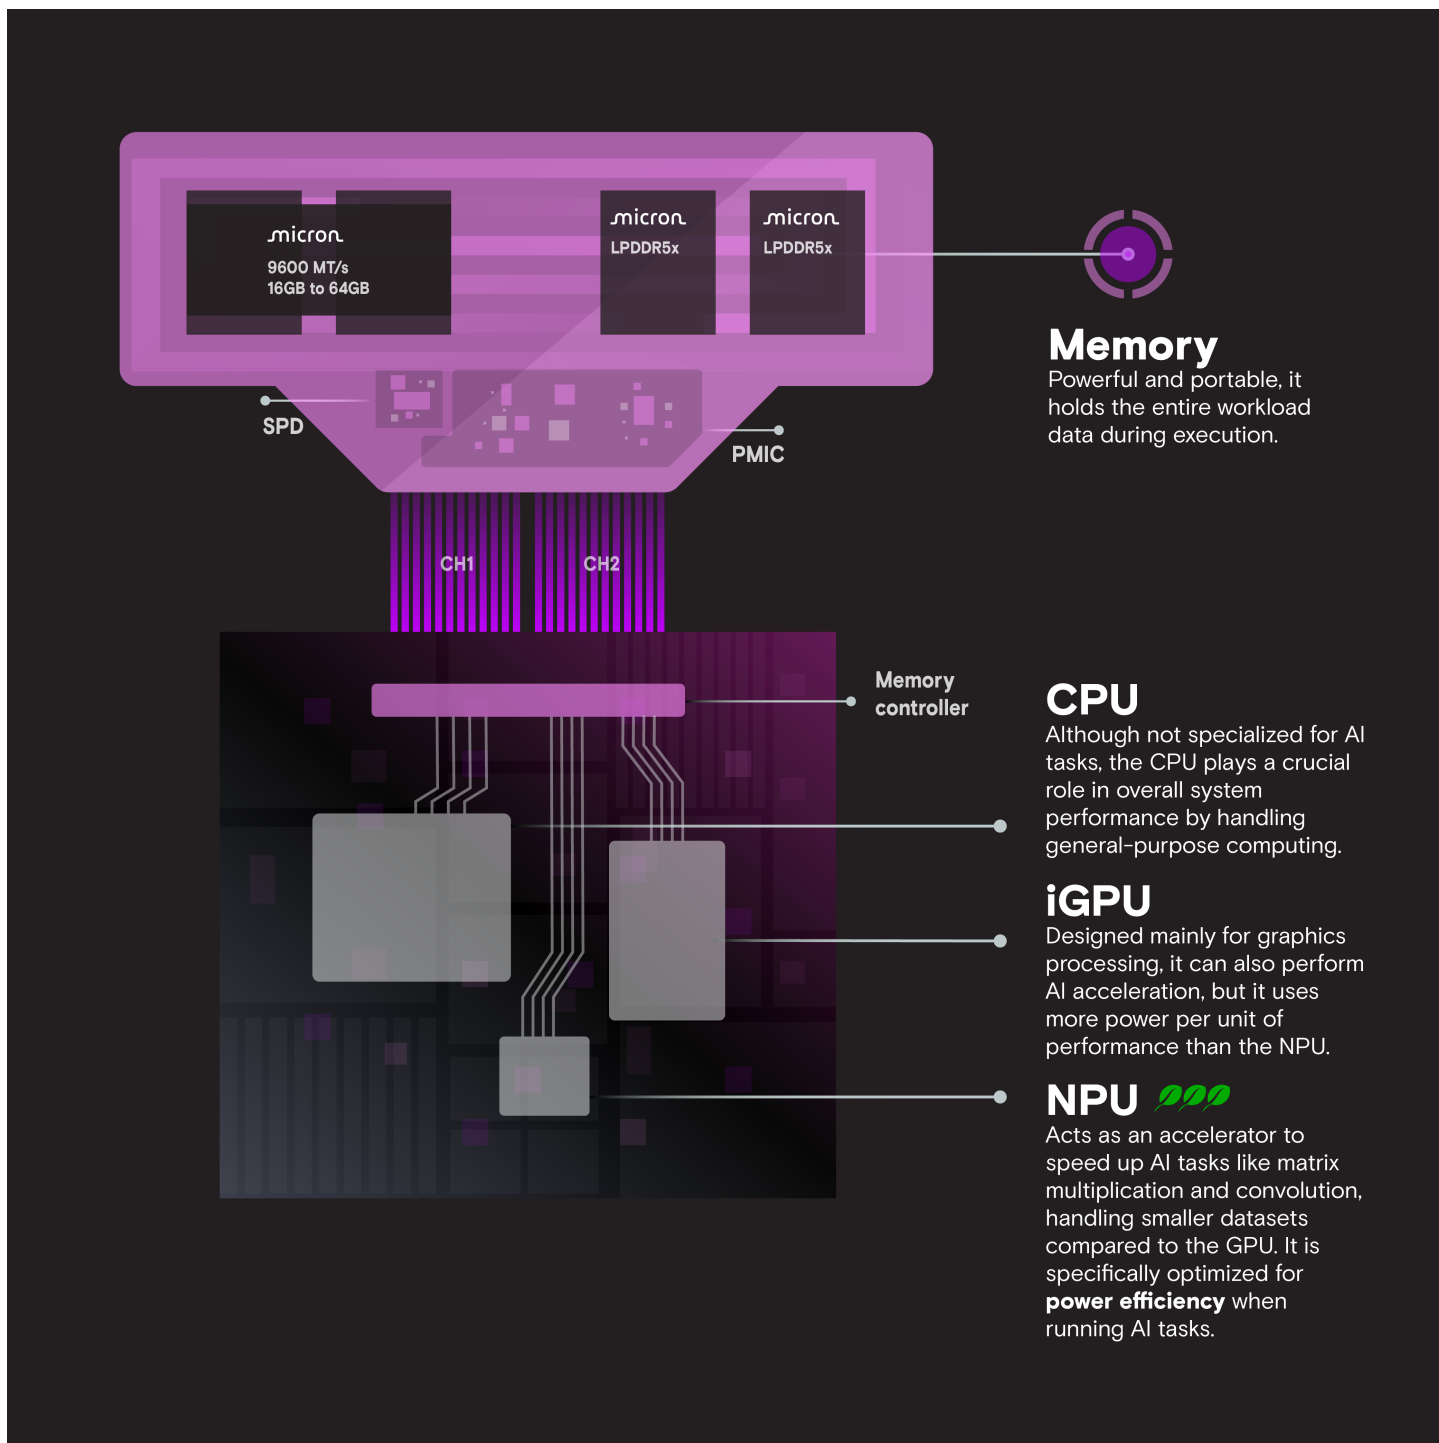 micron
9600 MT/s
16GB to 64GB
micron
LPDDR5x
micron
LPDDR5x
SPD
PMIC
Memory
Powerful and portable, it
holds the entire workload
data during execution.
CH1
CH2
Memory
controller
CPU
Although not specialized for AI
tasks, the CPU plays a crucial
role in overall system
performance by handling
general-purpose computing.
iGPU
Designed mainly for graphics
processing, it can also perform
AI acceleration, but it uses
more power per unit of
performance than the NPU.
NPU
Acts as an accelerator to
speed up AI tasks like matrix
multiplication and convolution,
handling smaller datasets
compared to the GPU. It is
specifically optimized for
power efficiency when
running AI tasks.